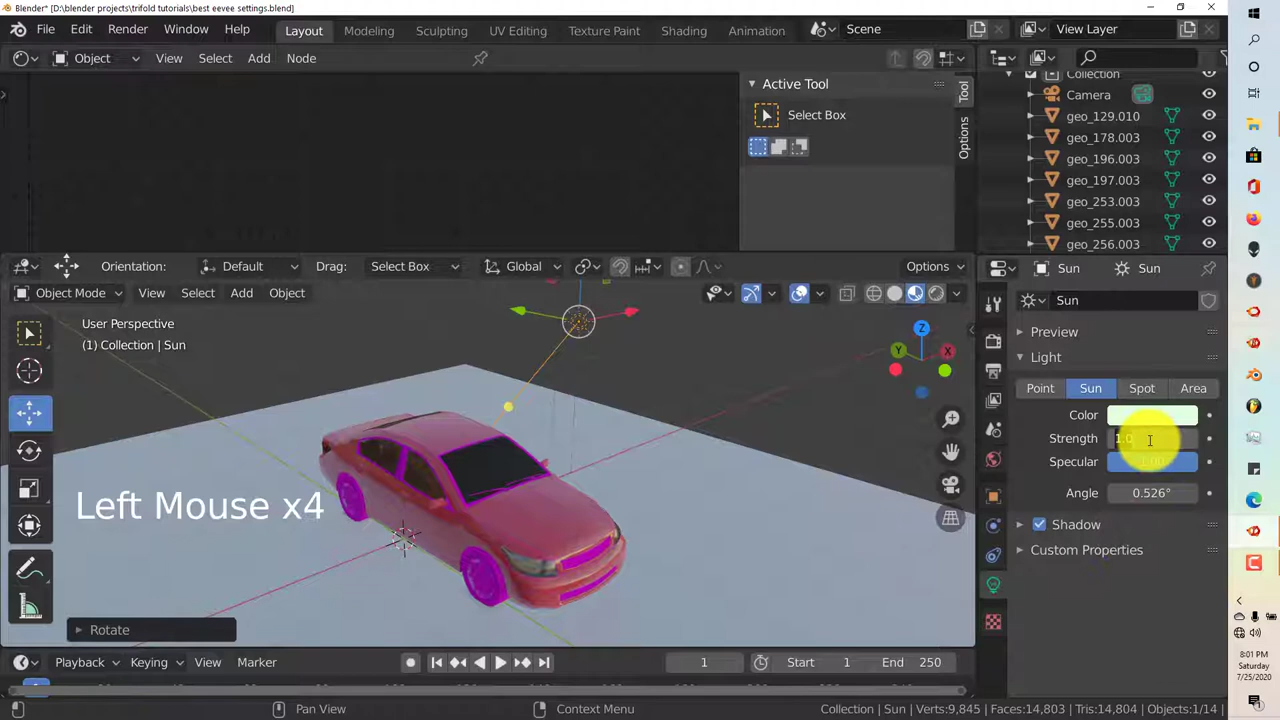 Blender* [D:\blender projects\trifold tutorials\best eevee settings.blend]
File Edit Render Window Help Layout Modeling Sculpting UV Editing Texture Paint Shading Animation Scene View Layer
Object View Select Add Node
Active Tool
Select Box
Tool
Options
Collection
Camera
geo_129.010
geo_178.003
geo_196.003
geo_197.003
geo_253.003
geo_255.003
geo_256.003
Orientation: Default Drag: Select Box Global Options
Object Mode View Select Add Object
User Perspective
(1) Collection | Sun
Z
Y
X
Left Mouse x4
Rotate
Sun Sun
Sun
Preview
Light
Point Sun Spot Area
Color
Strength 1.0
Specular 1.00
Angle 0.526°
Shadow
Custom Properties
Playback Keying View Marker 1 Start 1 End 250
Pan View Context Menu Collection | Sun | Verts:9,845 | Faces:14,803 | Tris:14,804 | Objects:1/14 |
8:01 PM
Saturday
7/25/2020